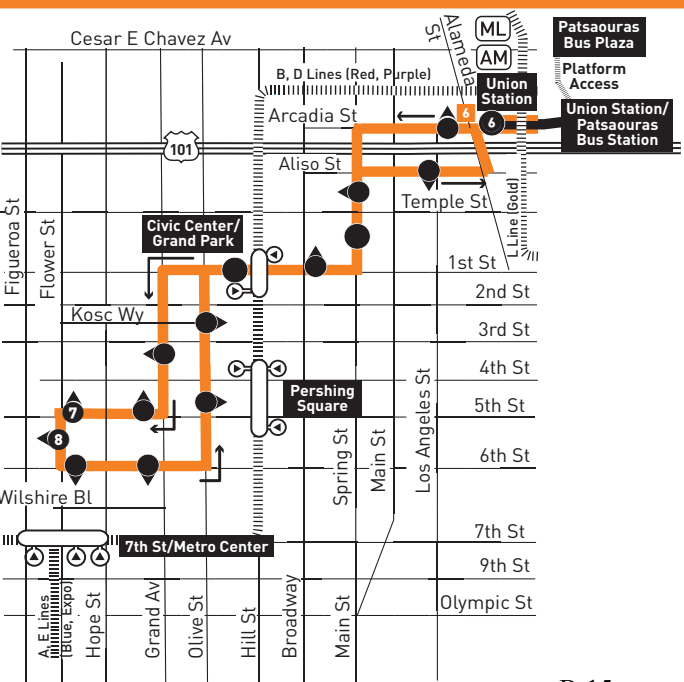 Cesar E Chavez Av
Alameda
St
ML
AM
Patsaouras
Bus Plaza
Platform
Access
B, D Lines (Red, Purple)
Union
Station
Union Station/
Patsaouras
Bus Station
Arcadia St
6
6
101
Aliso St
Temple St
L Line (Gold)
Figueroa St
Flower St
Civic Center/
Grand Park
1st St
2nd St
Kosc Wy
3rd St
4th St
Pershing
Square
5th St
7
8
6th St
Spring St
Main St
Los Angeles St
Wilshire Bl
7th St
7th St/Metro Center
9th St
A, E Lines
(Blue, Expo)
Hope St
Grand Av
Olive St
Hill St
Broadway
Main St
Olympic St